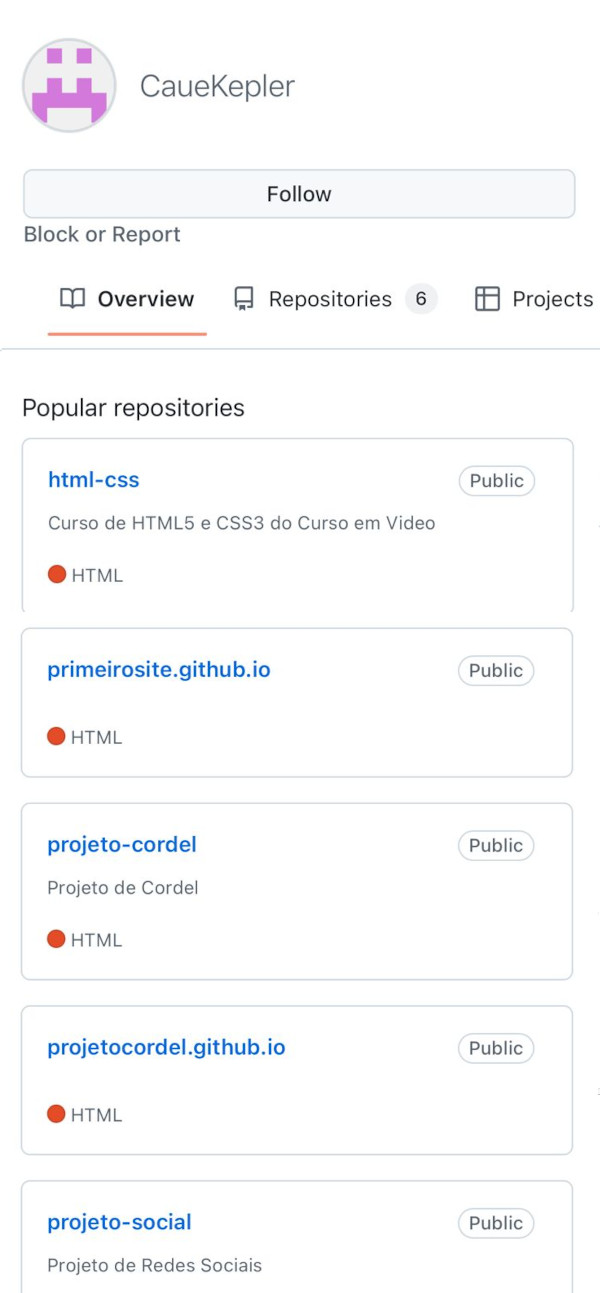 CaueKepler
Follow
Block or Report
Overview Repositories 6 Projects
Popular repositories
html-css Public
Curso de HTML5 e CSS3 do Curso em Video
HTML
primeirosite.github.io Public
HTML
projeto-cordel Public
Projeto de Cordel
HTML
projetocordel.github.io Public
HTML
projeto-social Public
Projeto de Redes Sociais